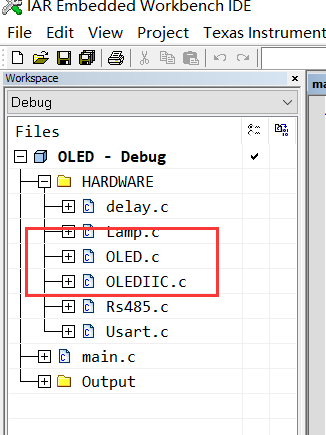 IAR Embedded Workbench IDE
File Edit View Project Texas Instrument
Workspace
Debug
Files
OLED - Debug
HARDWARE
delay.c
Lamp.c
OLED.c
OLEDIIC.c
Rs485.c
Usart.c
main.c
Output